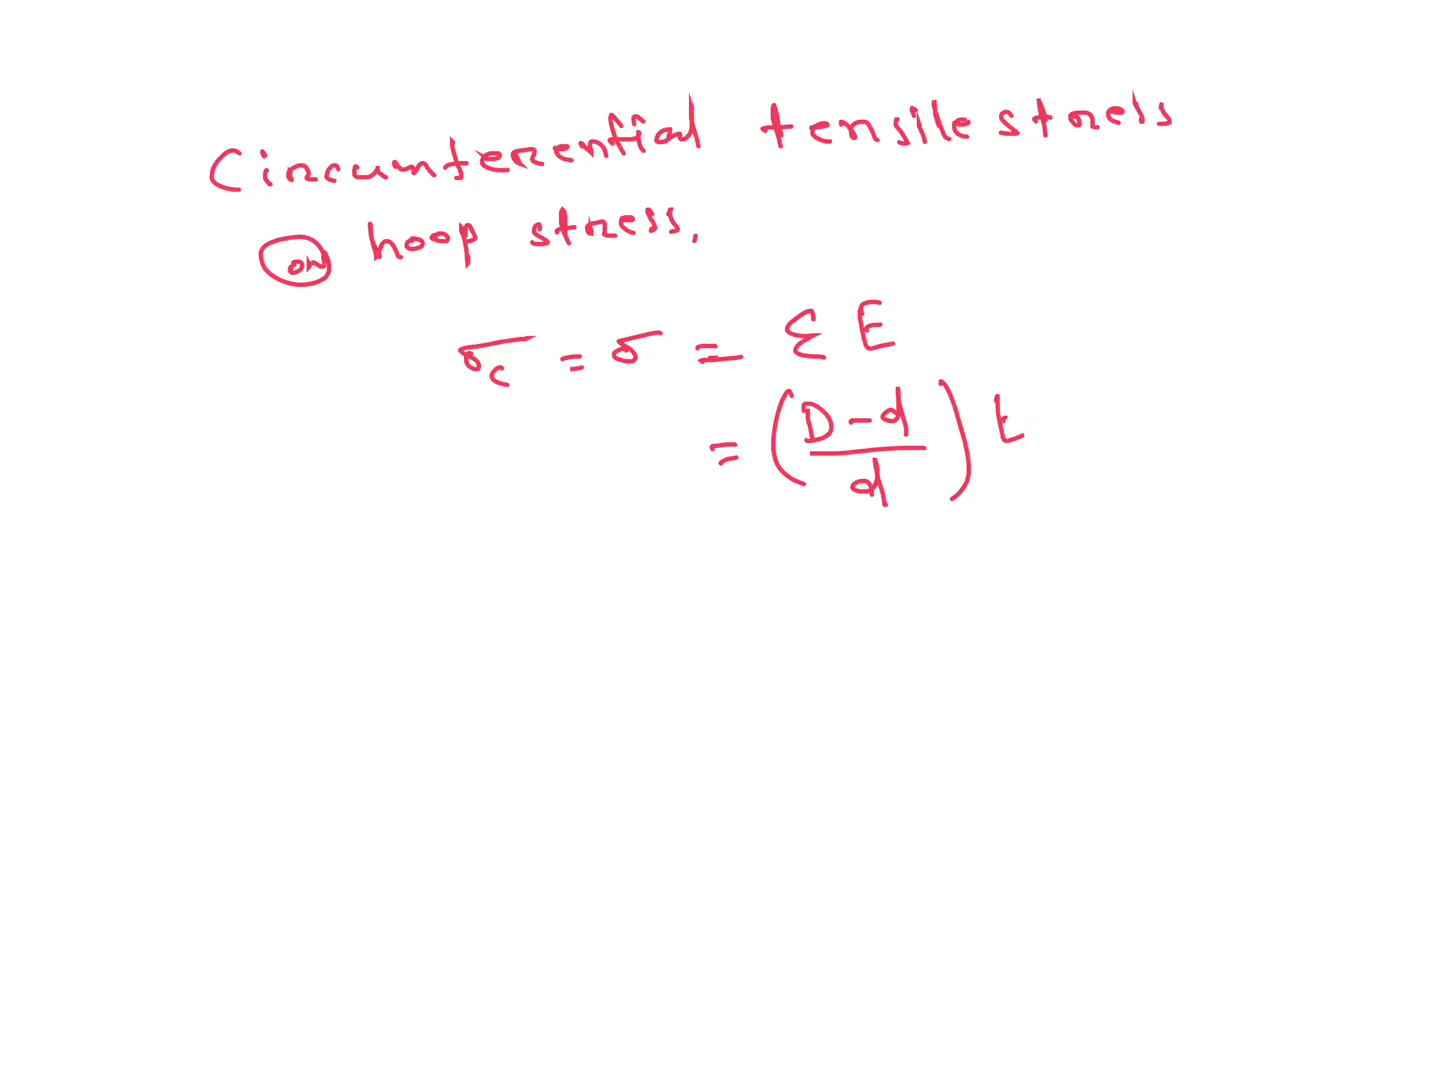 Circumferential tensile stress
or hoop stress.
σc = σ = ε E
= (D - d / d) E